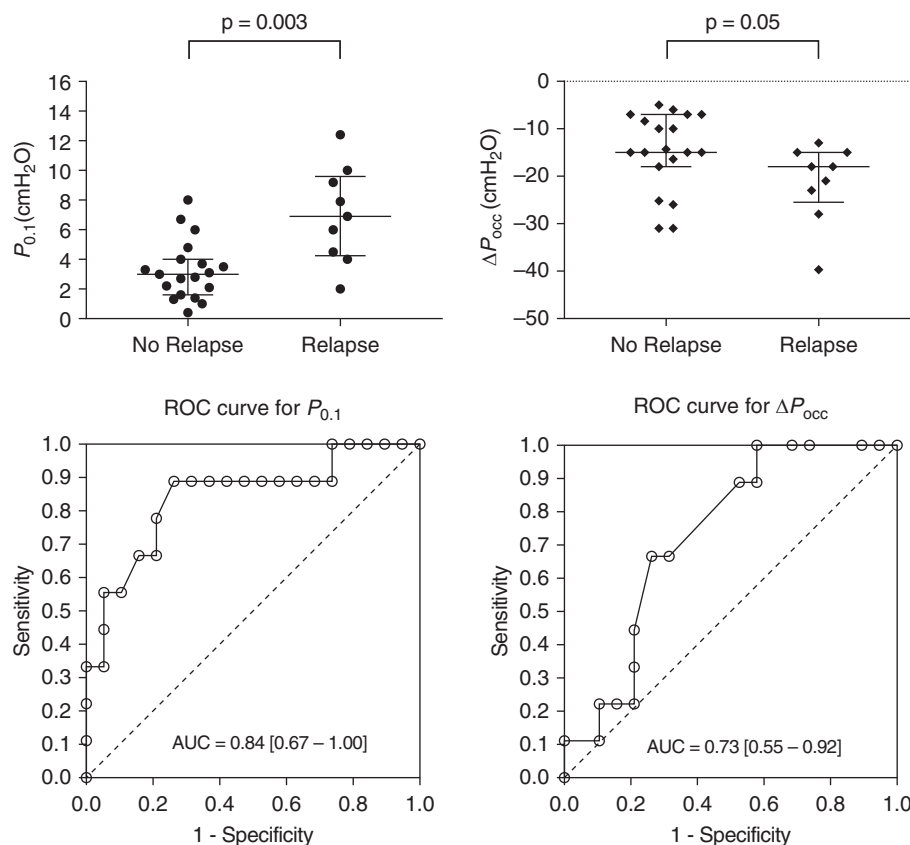 p = 0.003
P0.1(cmH2O)
16
14
12
10
8
6
4
2
0
No Relapse Relapse
p = 0.05
ΔPocc (cmH2O)
0
–10
–20
–30
–40
–50
No Relapse Relapse
ROC curve for P0.1
Sensitivity
1.0
0.9
0.8
0.7
0.6
0.5
0.4
0.3
0.2
0.1
0.0
AUC = 0.84 [0.67 – 1.00]
0.0 0.2 0.4 0.6 0.8 1.0
1 - Specificity
ROC curve for ΔPocc
Sensitivity
1.0
0.9
0.8
0.7
0.6
0.5
0.4
0.3
0.2
0.1
0.0
AUC = 0.73 [0.55 – 0.92]
0.0 0.2 0.4 0.6 0.8 1.0
1 - Specificity